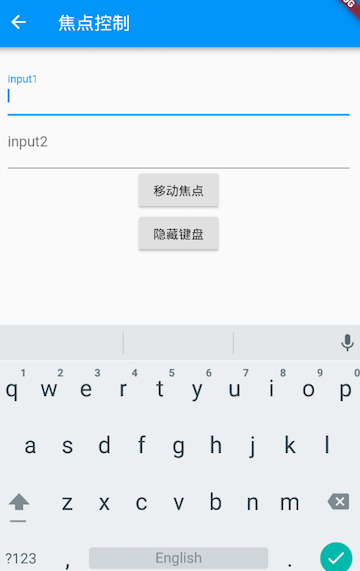 焦点控制
input1
input2
移动焦点
隐藏键盘
1 2 3 4 5 6 7 8 9 0
q w e r t y u i o p
a s d f g h j k l
z x c v b n m
?123 , English .